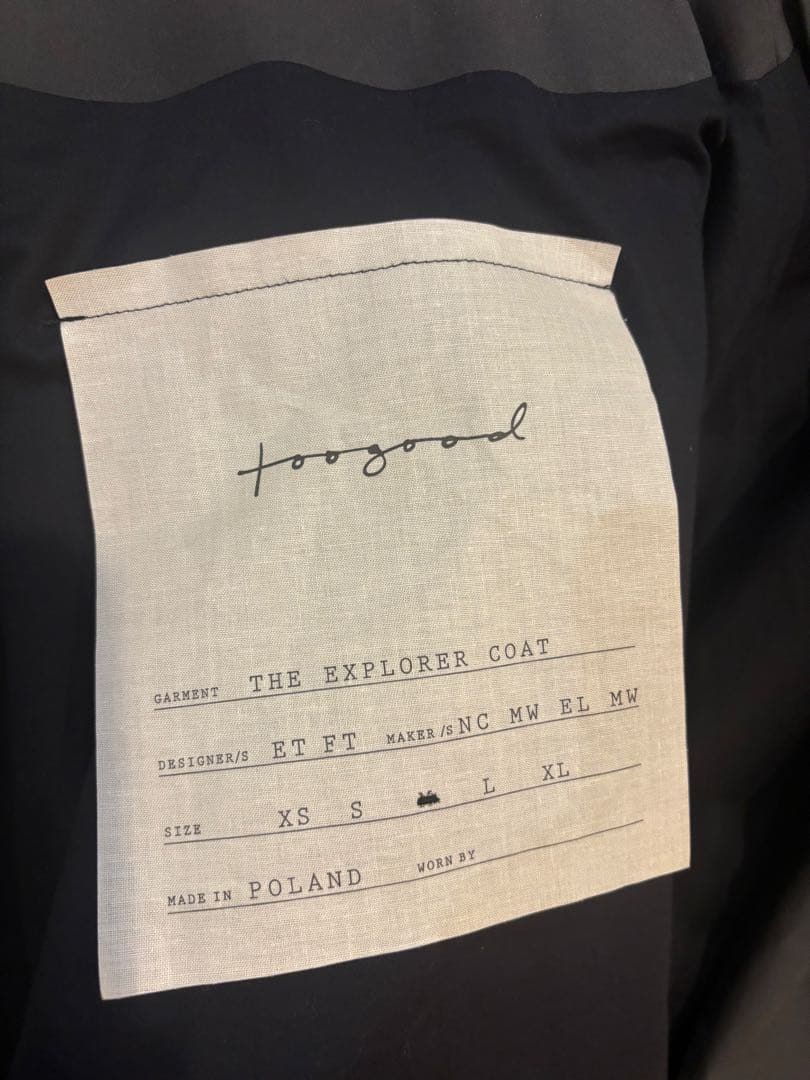 toogood
GARMENT THE EXPLORER COAT
DESIGNER/S ET FT MAKER/S NC MW EL MW
SIZE XS S L XL
MADE IN POLAND WORN BY